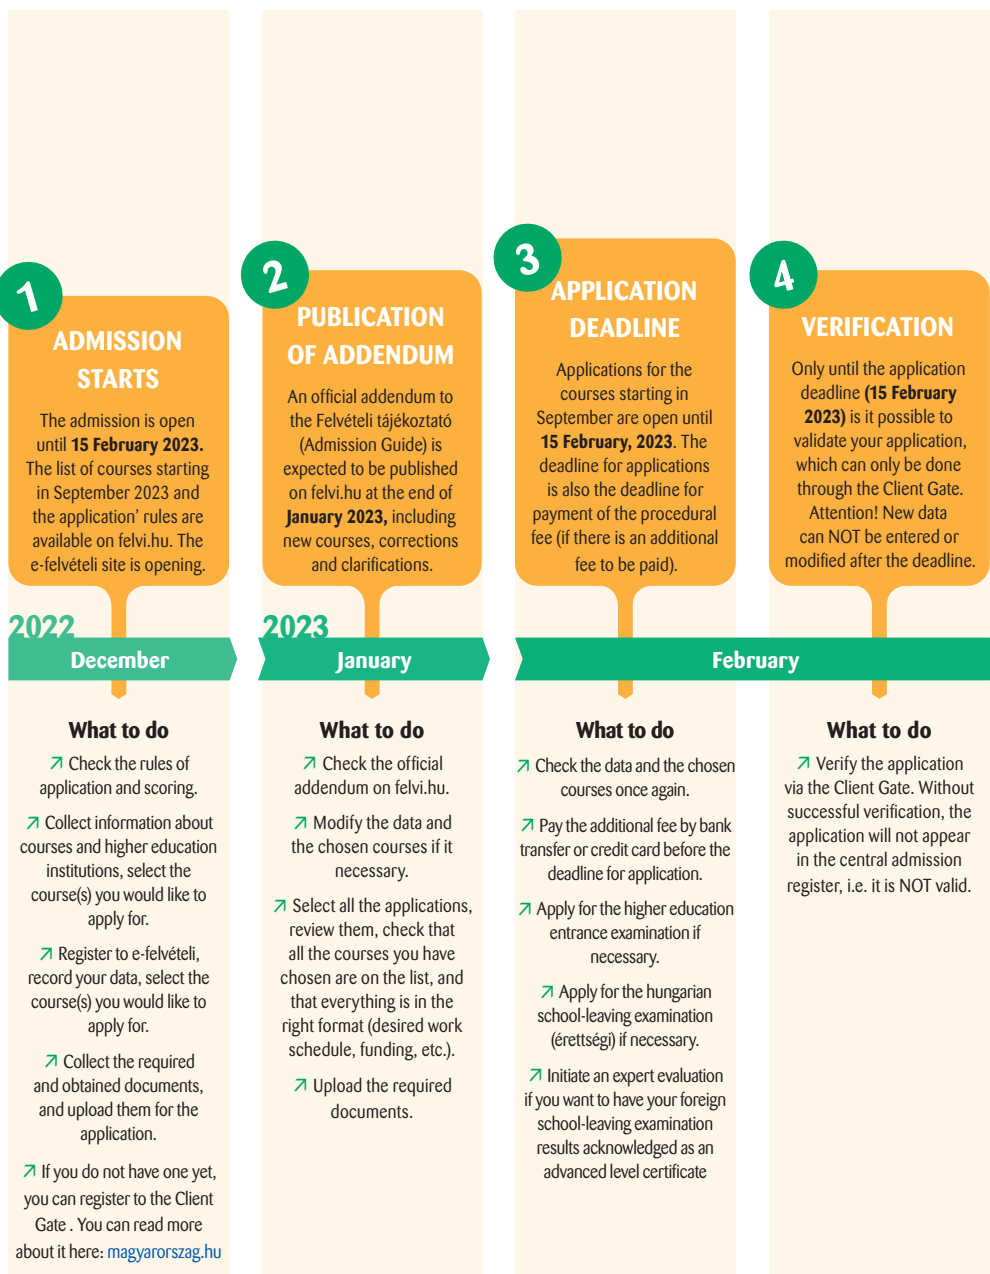 1
ADMISSION
STARTS
The admission is open
until 15 February 2023.
The list of courses starting
in September 2023 and
the application' rules are
available on felvi.hu. The
e-felvételi site is opening.
2022
December
What to do
Check the rules of
application and scoring.
Collect information about
courses and higher education
institutions, select the
course(s) you would like to
apply for.
Register to e-felvételi,
record your data, select the
course(s) you would like to
apply for.
Collect the required
and obtained documents,
and upload them for the
application.
If you do not have one yet,
you can register to the Client
Gate . You can read more
about it here: magyarorszag.hu
2
PUBLICATION
OF ADDENDUM
An official addendum to
the Felvételi tájékoztató
(Admission Guide) is
expected to be published
on felvi.hu at the end of
January 2023, including
new courses, corrections
and clarifications.
2023
January
What to do
Check the official
addendum on felvi.hu.
Modify the data and
the chosen courses if it
necessary.
Select all the applications,
review them, check that
all the courses you have
chosen are on the list, and
that everything is in the
right format (desired work
schedule, funding, etc.).
Upload the required
documents.
3
APPLICATION
DEADLINE
Applications for the
courses starting in
September are open until
15 February, 2023. The
deadline for applications
is also the deadline for
payment of the procedural
fee (if there is an additional
fee to be paid).
February
What to do
Check the data and the chosen
courses once again.
Pay the additional fee by bank
transfer or credit card before the
deadline for application.
Apply for the higher education
entrance examination if
necessary.
Apply for the hungarian
school-leaving examination
(érettségi) if necessary.
Initiate an expert evaluation
if you want to have your foreign
school-leaving examination
results acknowledged as an
advanced level certificate
4
VERIFICATION
Only until the application
deadline (15 February
2023) is it possible to
validate your application,
which can only be done
through the Client Gate.
Attention! New data
can NOT be entered or
modified after the deadline.
What to do
Verify the application
via the Client Gate. Without
successful verification, the
application will not appear
in the central admission
register, i.e. it is NOT valid.